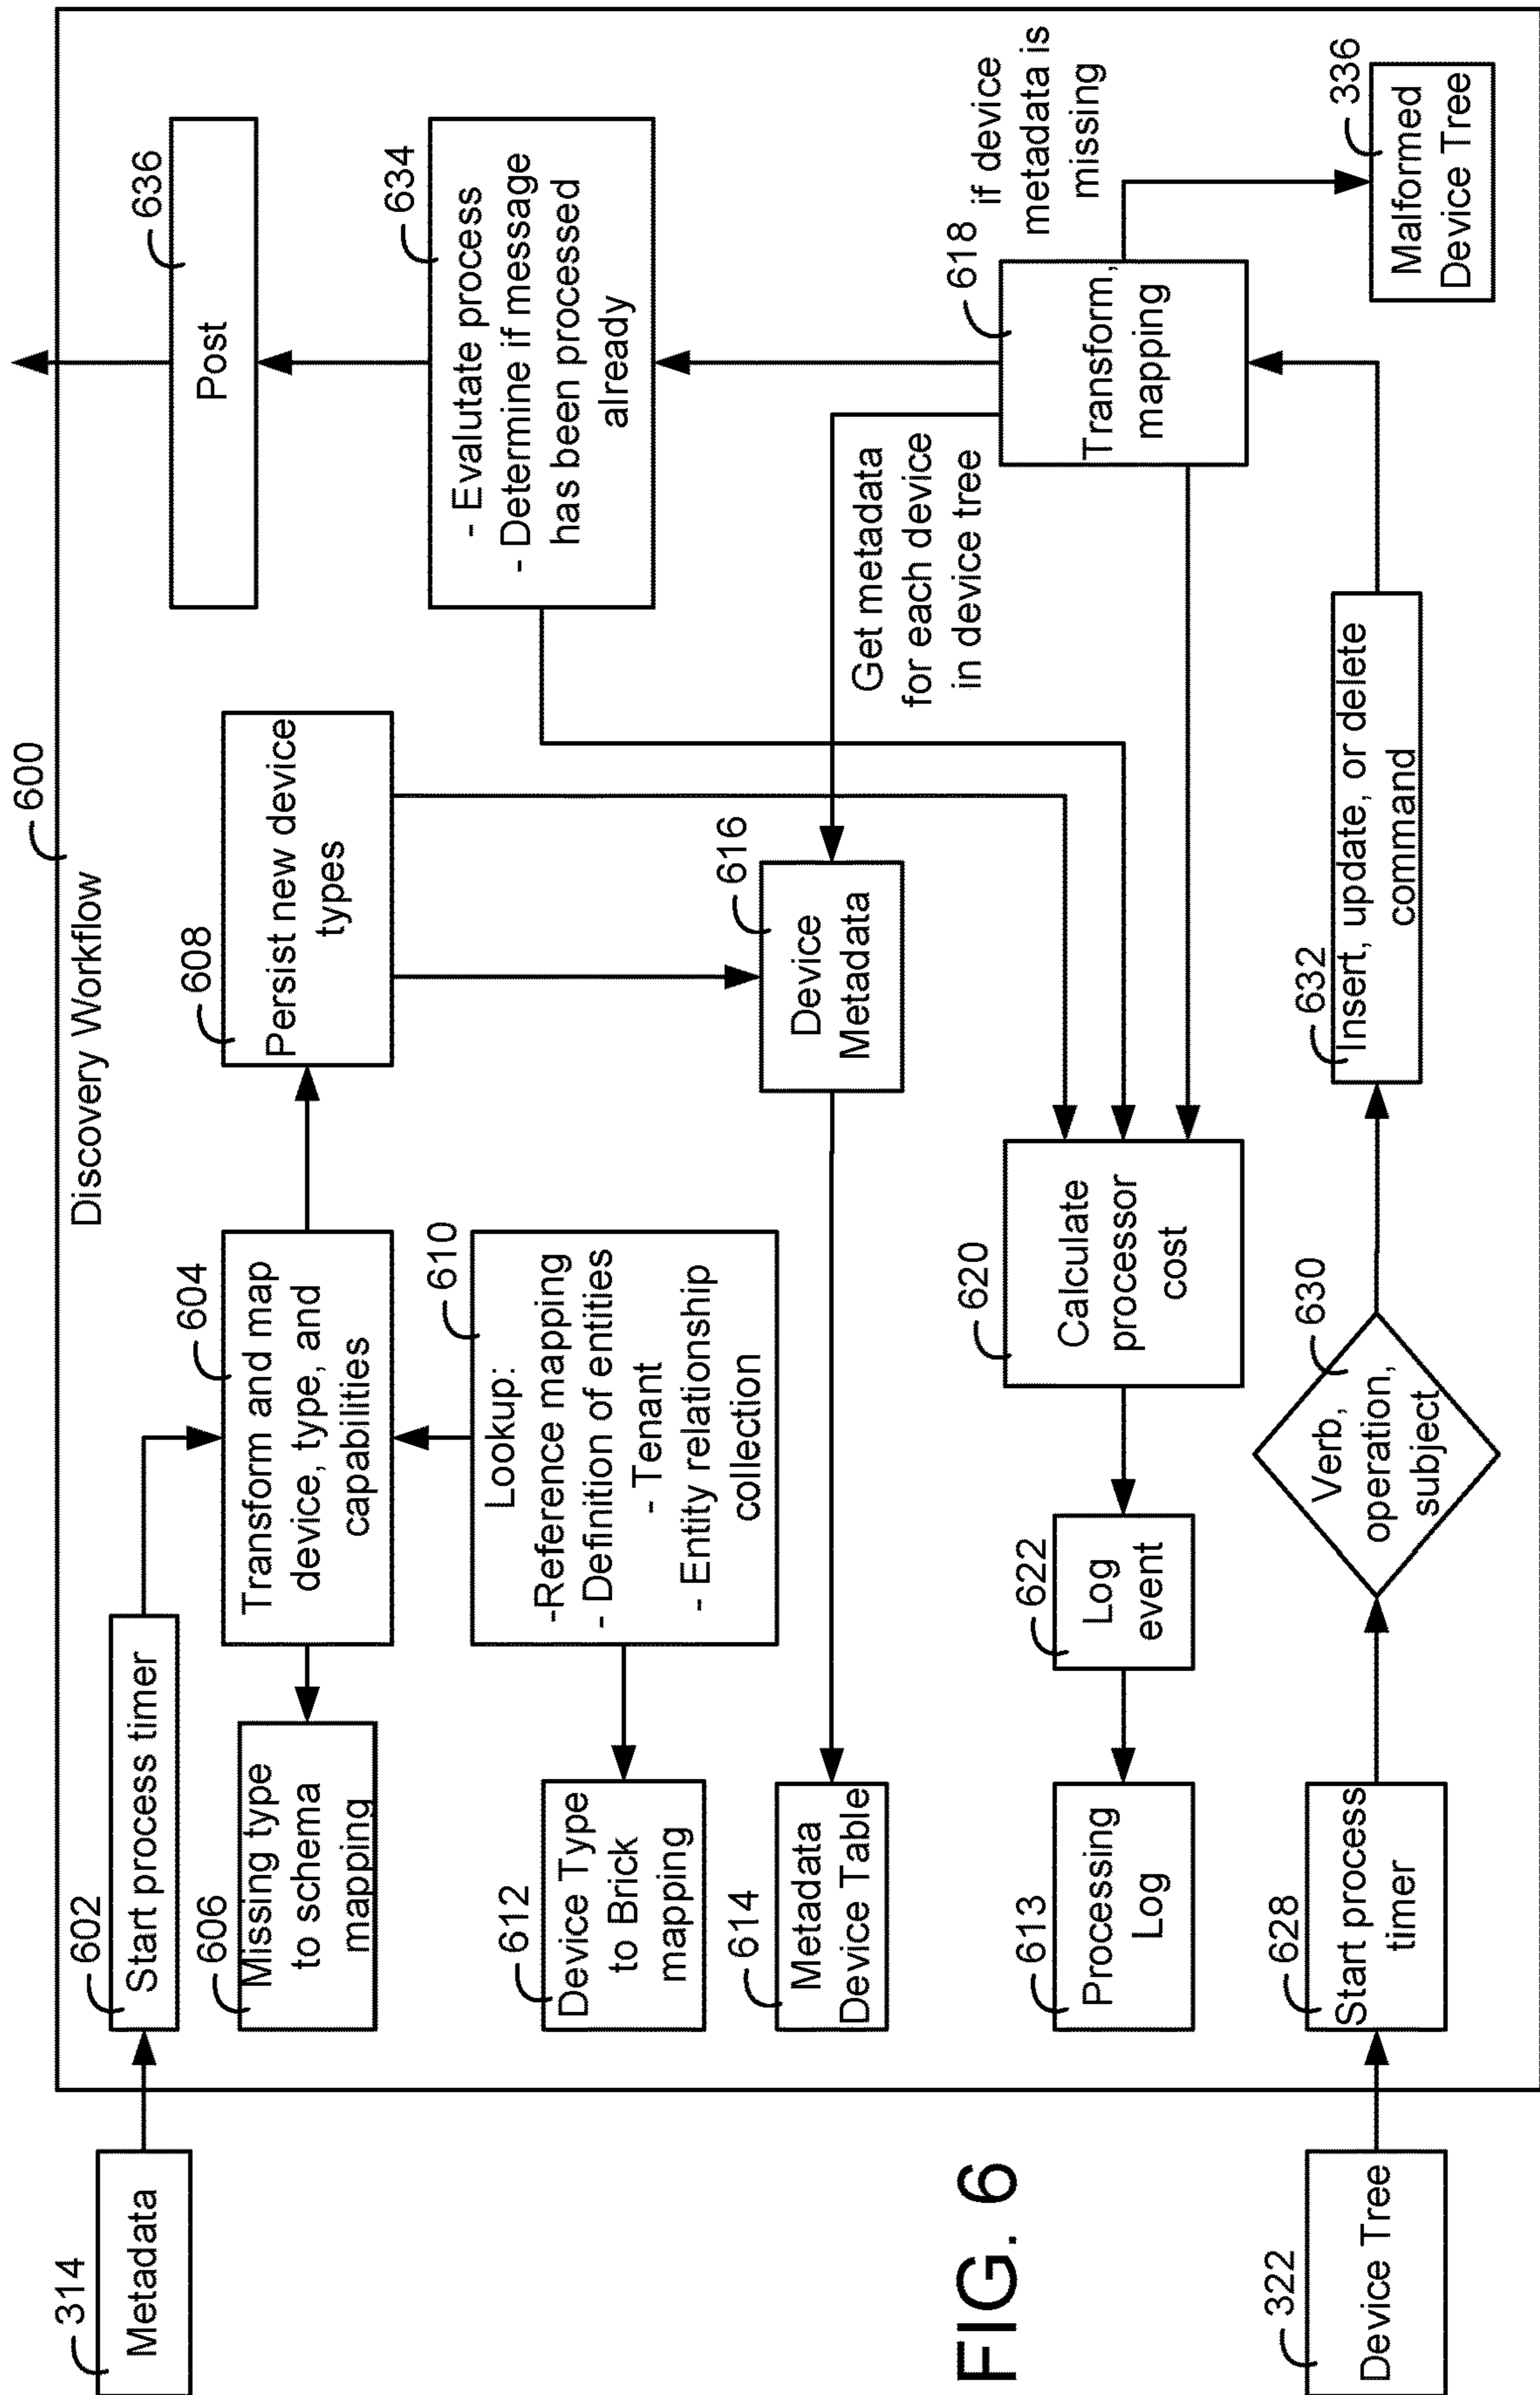 600
Discovery Workflow
314
Metadata
602
Start process timer
604
Transform and map
device, type, and
capabilities
606
Missing type
to schema
mapping
608
Persist new device
types
610
Lookup:
-Reference mapping
- Definition of entities
- Tenant
- Entity relationship
collection
612
Device Type
to Brick
mapping
614
Metadata
Device Table
616
Device
Metadata
636
Post
634
- Evalutate process
- Determine if message
has been processed
already
Get metadata
for each device
in device tree
618
Transform,
mapping
if device
metadata is
missing
336
Malformed
Device Tree
613
Processing
Log
622
Log
event
620
Calculate
processor
cost
322
Device Tree
628
Start process
timer
630
Verb,
operation,
subject
632
Insert, update, or delete
command
FIG. 6